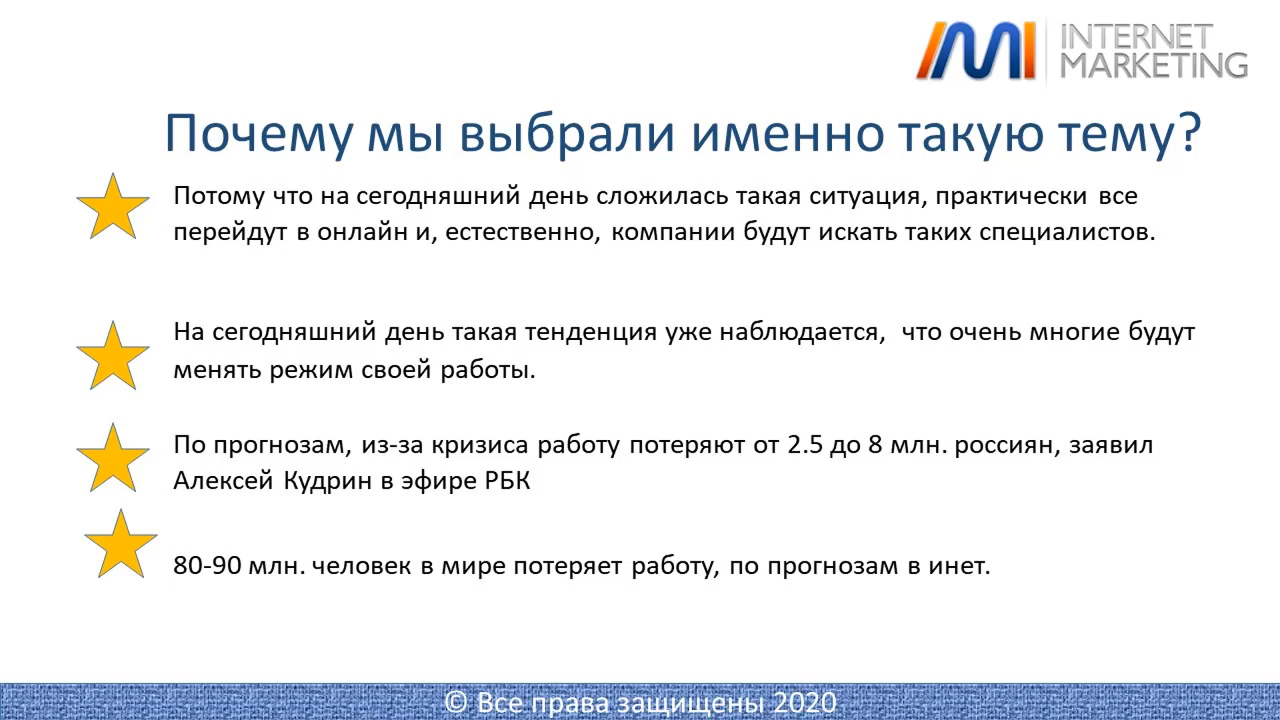 INTERNET
MARKETING
Почему мы выбрали именно такую тему?
Потому что на сегодняшний день сложилась такая ситуация, практически все
перейдут в онлайн и, естественно, компании будут искать таких специалистов.
На сегодняшний день такая тенденция уже наблюдается,  что очень многие будут
менять режим своей работы.
По прогнозам, из-за кризиса работу потеряют от 2.5 до 8 млн. россиян, заявил
Алексей Кудрин в эфире РБК
80-90 млн. человек в мире потеряет работу, по прогнозам в инет.
© Все права защищены 2020